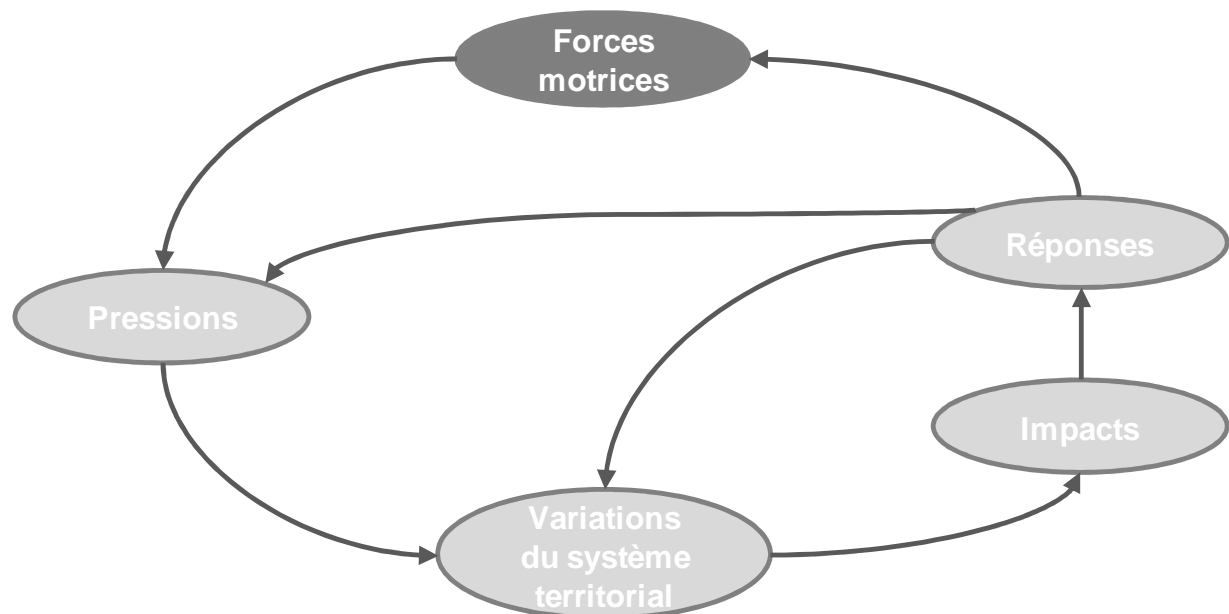 Forces
motrices
Réponses
Pressions
Impacts
Variations
du système
territorial